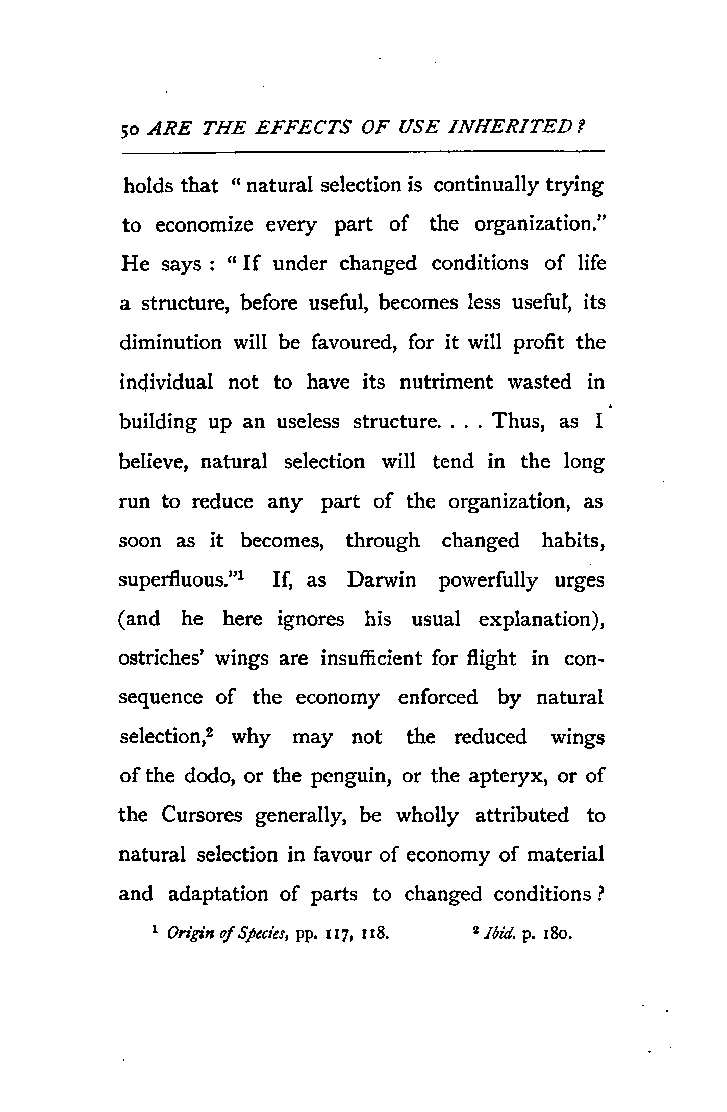 50 ARE THE EFFECTS OF USE INHERITED?
holds that “ natural selection is continually trying
to economize every part of the organization.”
He says : “ If under changed conditions of life
a structure, before useful, becomes less useful, its
diminution will be favoured, for it will profit the
individual not to have its nutriment wasted in
building up an useless structure. . . . Thus, as I
believe, natural selection will tend in the long
run to reduce any part of the organization, as
soon as it becomes, through changed habits,
superfluous.”¹ If, as Darwin powerfully urges
(and he here ignores his usual explanation),
ostriches’ wings are insufficient for flight in con-
sequence of the economy enforced by natural
selection,² why may not the reduced wings
of the dodo, or the penguin, or the apteryx, or of
the Cursores generally, be wholly attributed to
natural selection in favour of economy of material
and adaptation of parts to changed conditions ?
¹ Origin of Species, pp. 117, 118. ² Ibid. p. 180.